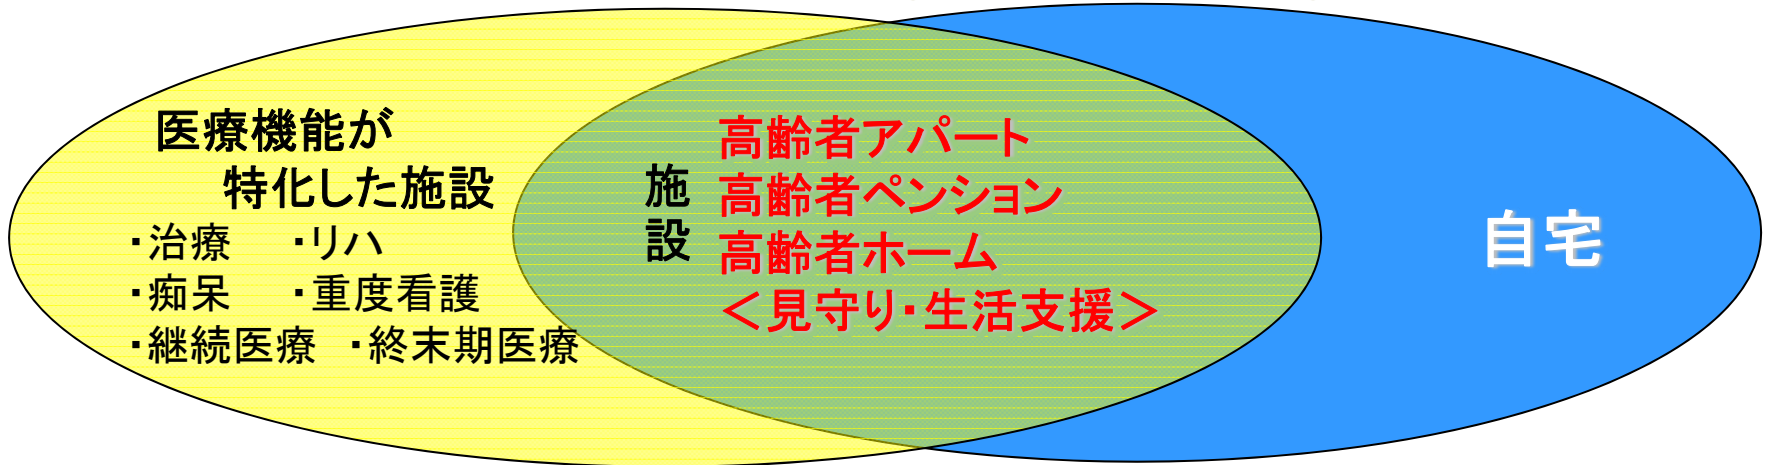 医療機能が
特化した施設
・治療　・リハ
・痴呆　・重度看護
・継続医療　・終末期医療
施設
高齢者アパート
高齢者ペンション
高齢者ホーム
＜見守り・生活支援＞
自宅